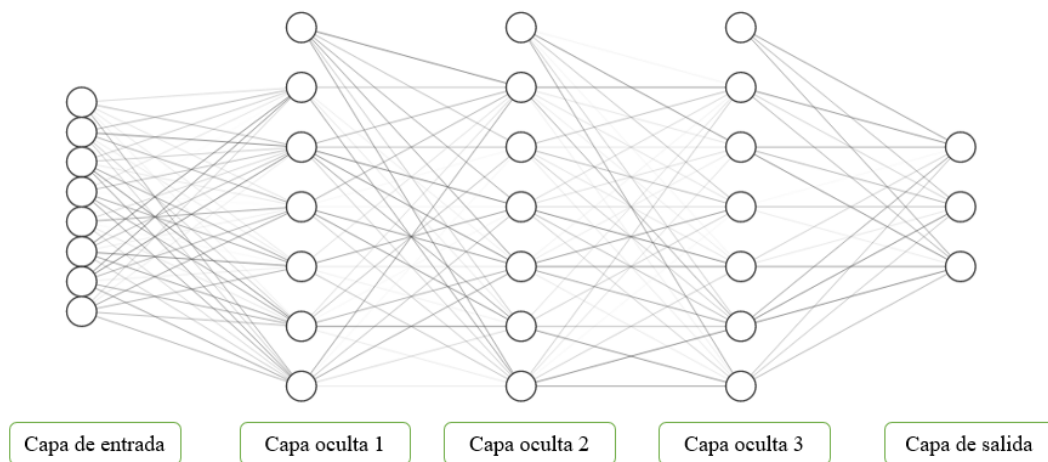 Capa de entrada
Capa oculta 1
Capa oculta 2
Capa oculta 3
Capa de salida